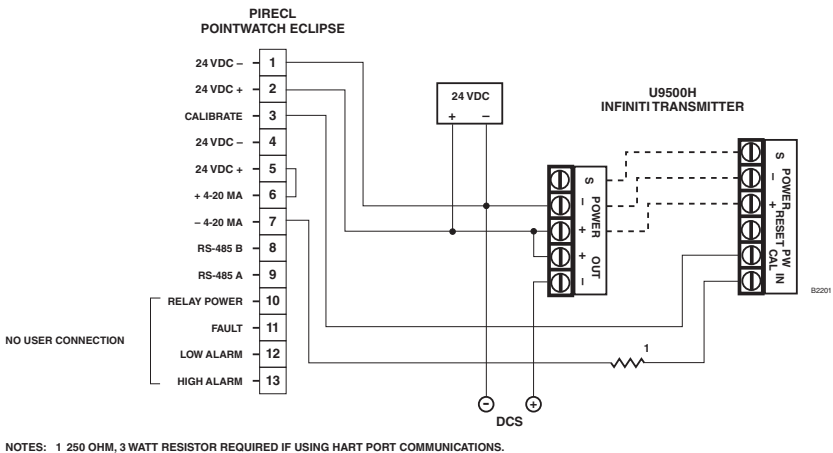 PIRECL
POINTWATCH ECLIPSE
24 VDC – 1
24 VDC + 2
CALIBRATE 3
24 VDC – 4
24 VDC + 5
+ 4-20 MA 6
– 4-20 MA 7
RS-485 B 8
RS-485 A 9
RELAY POWER 10
FAULT 11
LOW ALARM 12
HIGH ALARM 13
NO USER CONNECTION
24 VDC
+ –
U9500H
INFINITI TRANSMITTER
S
– POWER +
+ OUT –
S
– POWER +
RESET
PW
CAL IN
B2201
1
– +
DCS
NOTES: 1 250 OHM, 3 WATT RESISTOR REQUIRED IF USING HART PORT COMMUNICATIONS.